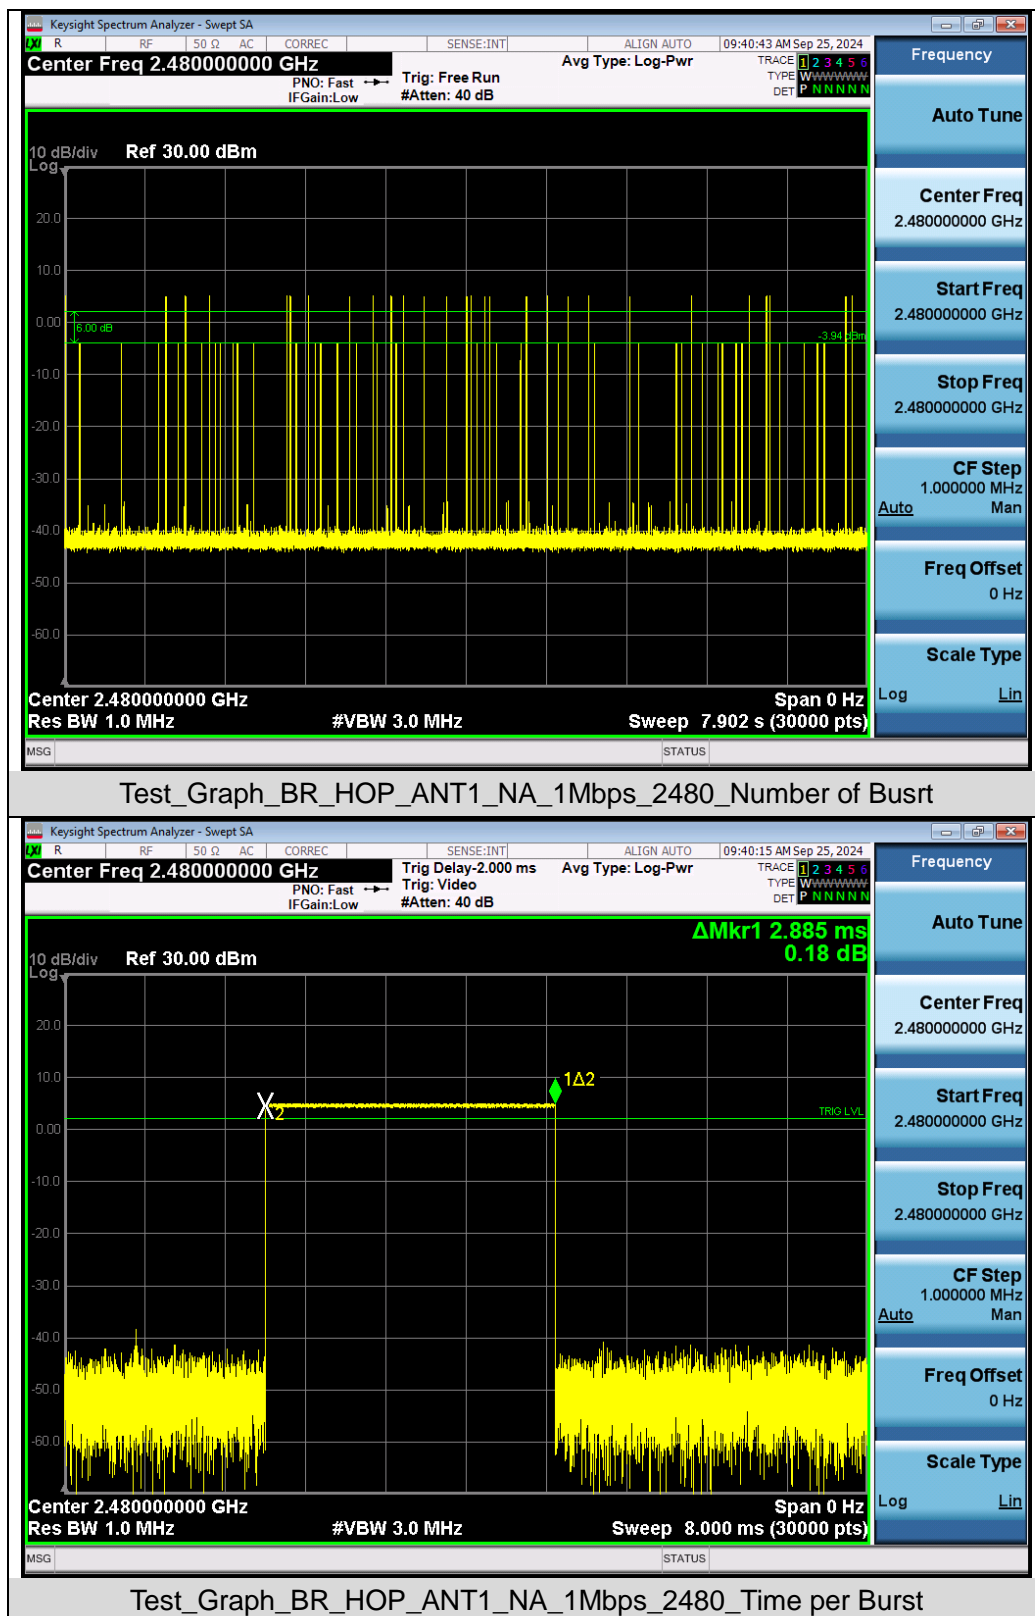 Keysight Spectrum Analyzer - Swept SA
LXI R RF 50 Ω AC CORREC SENSE:INT ALIGN AUTO 09:40:43 AM Sep 25, 2024
Center Freq 2.480000000 GHz
PNO: Fast
IFGain:Low
Trig: Free Run
#Atten: 40 dB
Avg Type: Log-Pwr
TRACE 1 2 3 4 5 6
TYPE WWWWWW
DET P N N N N N
10 dB/div Ref 30.00 dBm
Log
20.0
10.0
0.00
6.00 dB
-3.94 dBm
-10.0
-20.0
-30.0
-40.0
-50.0
-60.0
Center 2.480000000 GHz Span 0 Hz
Res BW 1.0 MHz #VBW 3.0 MHz Sweep 7.902 s (30000 pts)
MSG STATUS
Frequency
Auto Tune
Center Freq
2.480000000 GHz
Start Freq
2.480000000 GHz
Stop Freq
2.480000000 GHz
CF Step
1.000000 MHz
Auto Man
Freq Offset
0 Hz
Scale Type
Log Lin
Test_Graph_BR_HOP_ANT1_NA_1Mbps_2480_Number of Busrt
Keysight Spectrum Analyzer - Swept SA
LXI R RF 50 Ω AC CORREC SENSE:INT ALIGN AUTO 09:40:15 AM Sep 25, 2024
Center Freq 2.480000000 GHz
PNO: Fast
IFGain:Low
Trig Delay-2.000 ms
Trig: Video
#Atten: 40 dB
Avg Type: Log-Pwr
TRACE 1 2 3 4 5 6
TYPE WWWWWW
DET P N N N N N
ΔMkr1 2.885 ms
0.18 dB
10 dB/div Ref 30.00 dBm
Log
20.0
10.0
1Δ2
X2
TRIG LVL
0.00
-10.0
-20.0
-30.0
-40.0
-50.0
-60.0
Center 2.480000000 GHz Span 0 Hz
Res BW 1.0 MHz #VBW 3.0 MHz Sweep 8.000 ms (30000 pts)
MSG STATUS
Frequency
Auto Tune
Center Freq
2.480000000 GHz
Start Freq
2.480000000 GHz
Stop Freq
2.480000000 GHz
CF Step
1.000000 MHz
Auto Man
Freq Offset
0 Hz
Scale Type
Log Lin
Test_Graph_BR_HOP_ANT1_NA_1Mbps_2480_Time per Burst